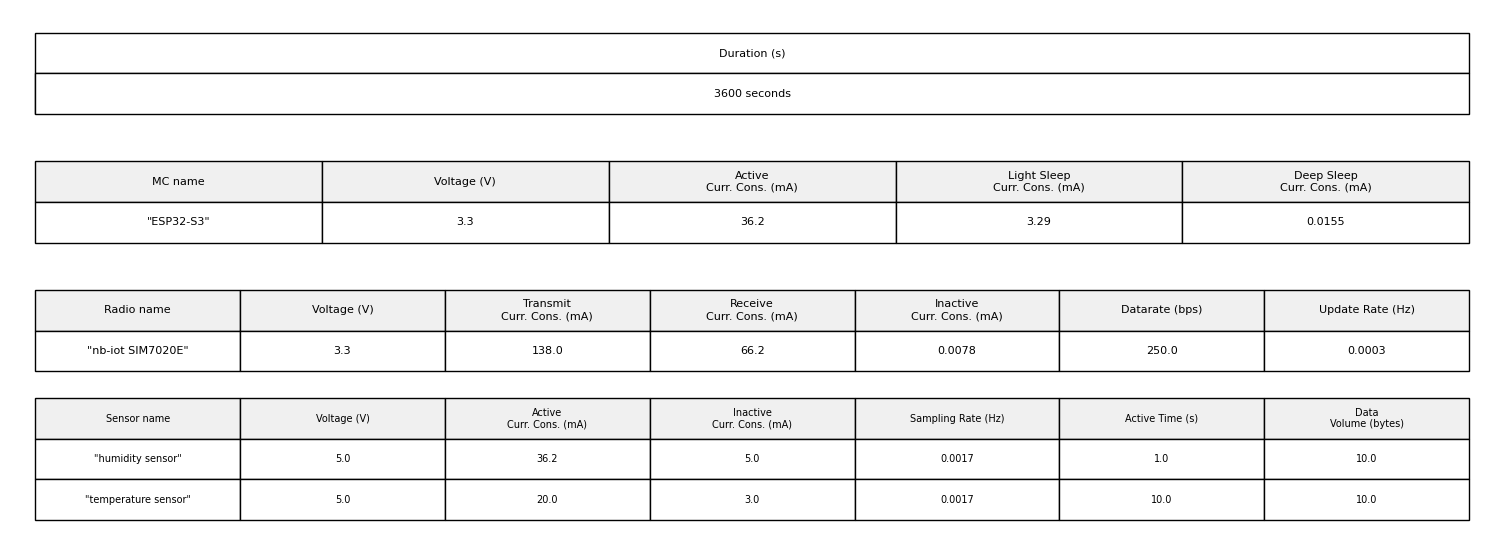 Duration (s)
3600 seconds
MC name Voltage (V) Active Curr. Cons. (mA) Light Sleep Curr. Cons. (mA) Deep Sleep Curr. Cons. (mA)
"ESP32-S3" 3.3 36.2 3.29 0.0155
Radio name Voltage (V) Transmit Curr. Cons. (mA) Receive Curr. Cons. (mA) Inactive Curr. Cons. (mA) Datarate (bps) Update Rate (Hz)
"nb-iot SIM7020E" 3.3 138.0 66.2 0.0078 250.0 0.0003
Sensor name Voltage (V) Active Curr. Cons. (mA) Inactive Curr. Cons. (mA) Sampling Rate (Hz) Active Time (s) Data Volume (bytes)
"humidity sensor" 5.0 36.2 5.0 0.0017 1.0 10.0
"temperature sensor" 5.0 20.0 3.0 0.0017 10.0 10.0